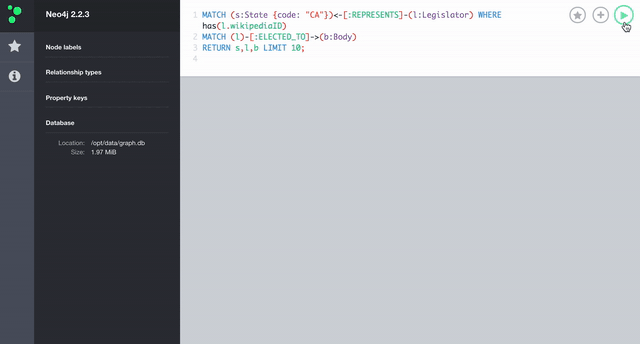 Neo4j 2.2.3
Node labels
Relationship types
Property keys
Database
Location: /opt/data/graph.db
Size: 1.97 MiB
1 MATCH (s:State {code: "CA"})<-[:REPRESENTS]-(l:Legislator) WHERE
has(l.wikipediaID)
2 MATCH (l)-[:ELECTED_TO]->(b:Body)
3 RETURN s,l,b LIMIT 10;
4